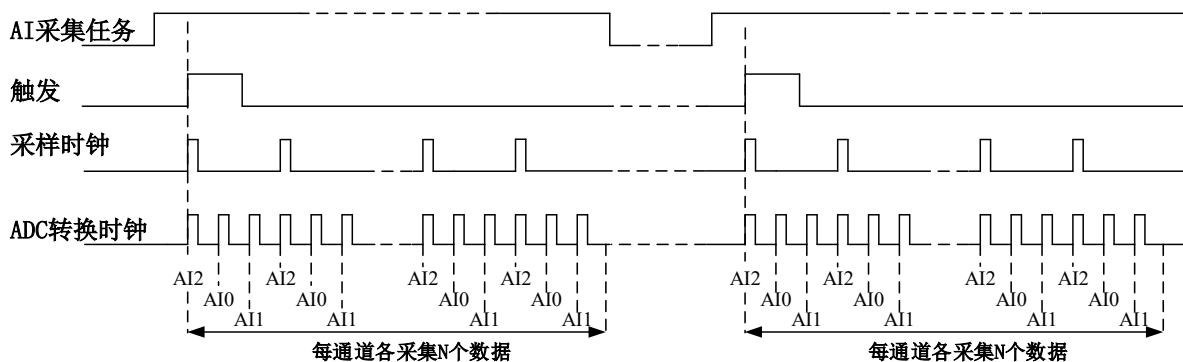 AI采集任务
触发
采样时钟
ADC转换时钟
AI2 AI2 AI2 AI2 AI2 AI2 AI2 AI2
AI0 AI0 AI0 AI0 AI0 AI0 AI0 AI0
AI1 AI1 AI1 AI1 AI1 AI1 AI1 AI1
每通道各采集N个数据 每通道各采集N个数据